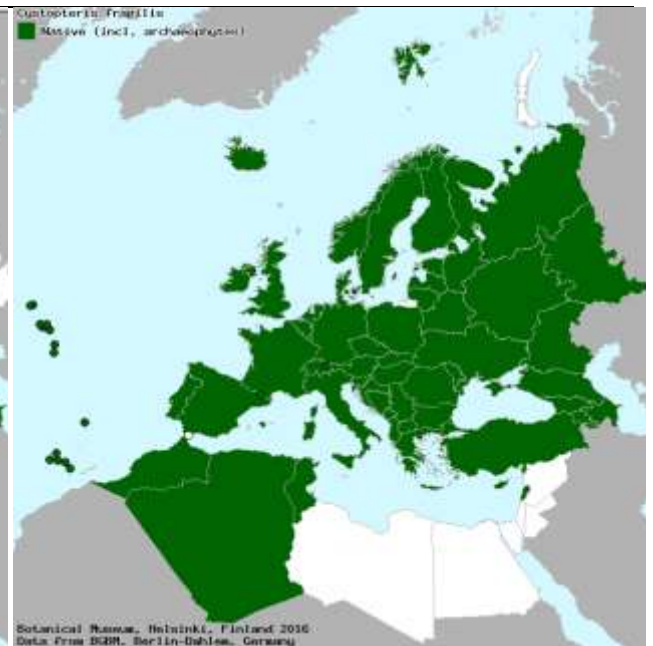 Cystopteris fragilis
Native (incl. archaeophytes)
Botanical Museum, Helsinki, Finland 2016
Data from BGBM, Berlin-Dahlem, Germany